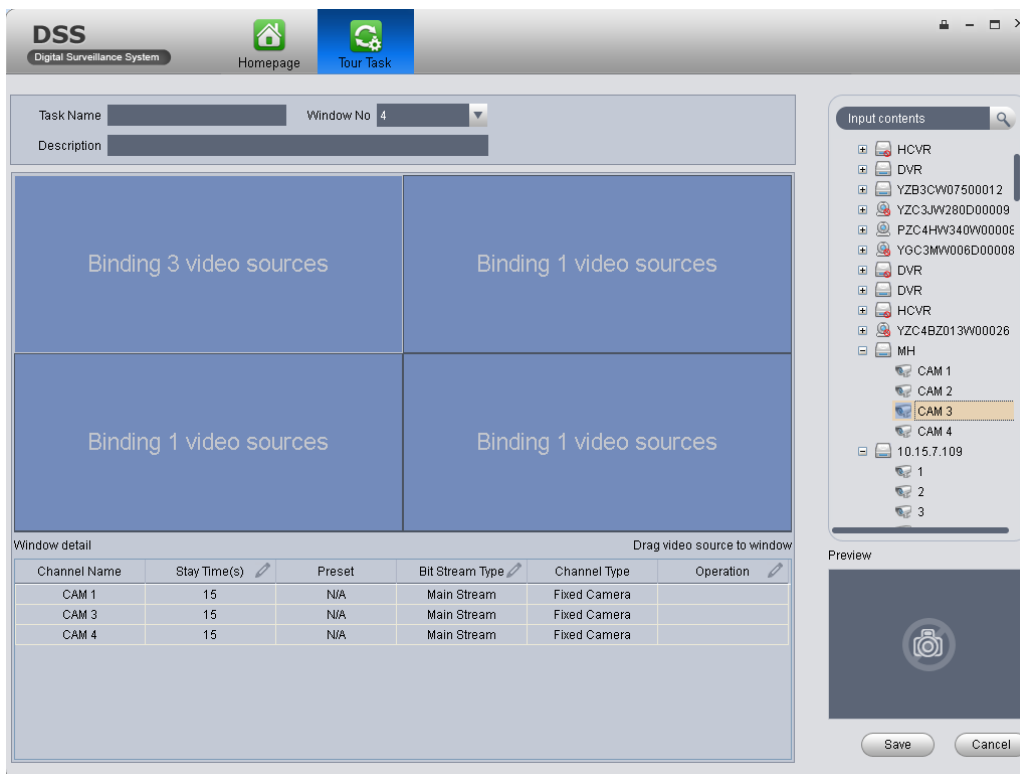 DSS
Digital Surveillance System
Homepage
Tour Task
Task Name
Window No 4
Description
Binding 3 video sources
Binding 1 video sources
Binding 1 video sources
Binding 1 video sources
Window detail
Drag video source to window
Channel Name Stay Time(s) Preset Bit Stream Type Channel Type Operation
CAM 1 15 N/A Main Stream Fixed Camera
CAM 3 15 N/A Main Stream Fixed Camera
CAM 4 15 N/A Main Stream Fixed Camera
Input contents
HCVR
DVR
YZB3CW07500012
YZC3JW280D00009
PZC4HW340W00008
YGC3MW006D00008
DVR
DVR
HCVR
YZC4BZ013W00026
MH
CAM 1
CAM 2
CAM 3
CAM 4
10.15.7.109
1
2
3
Preview
Save
Cancel